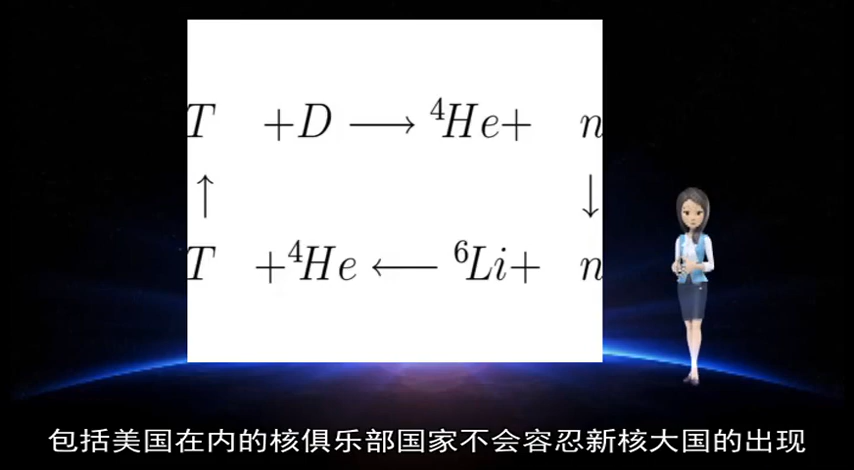 T +D ⟶ ⁴He+ n
↑ ↓
T +⁴He ⟵ ⁶Li+ n
包括美国在内的核俱乐部国家不会容忍新核大国的出现